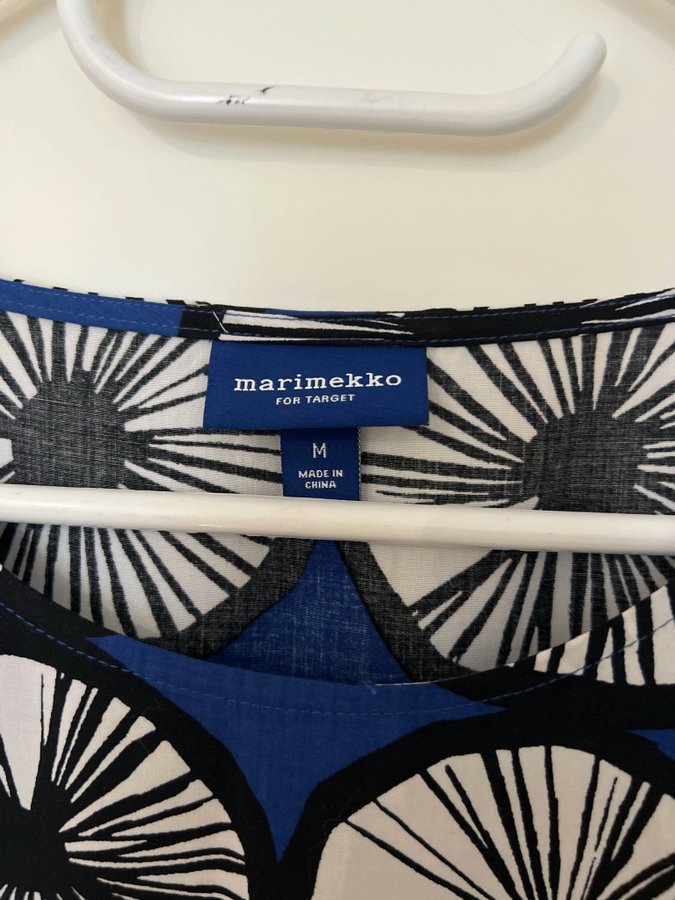 marimekko
FOR TARGET
M
MADE IN
CHINA